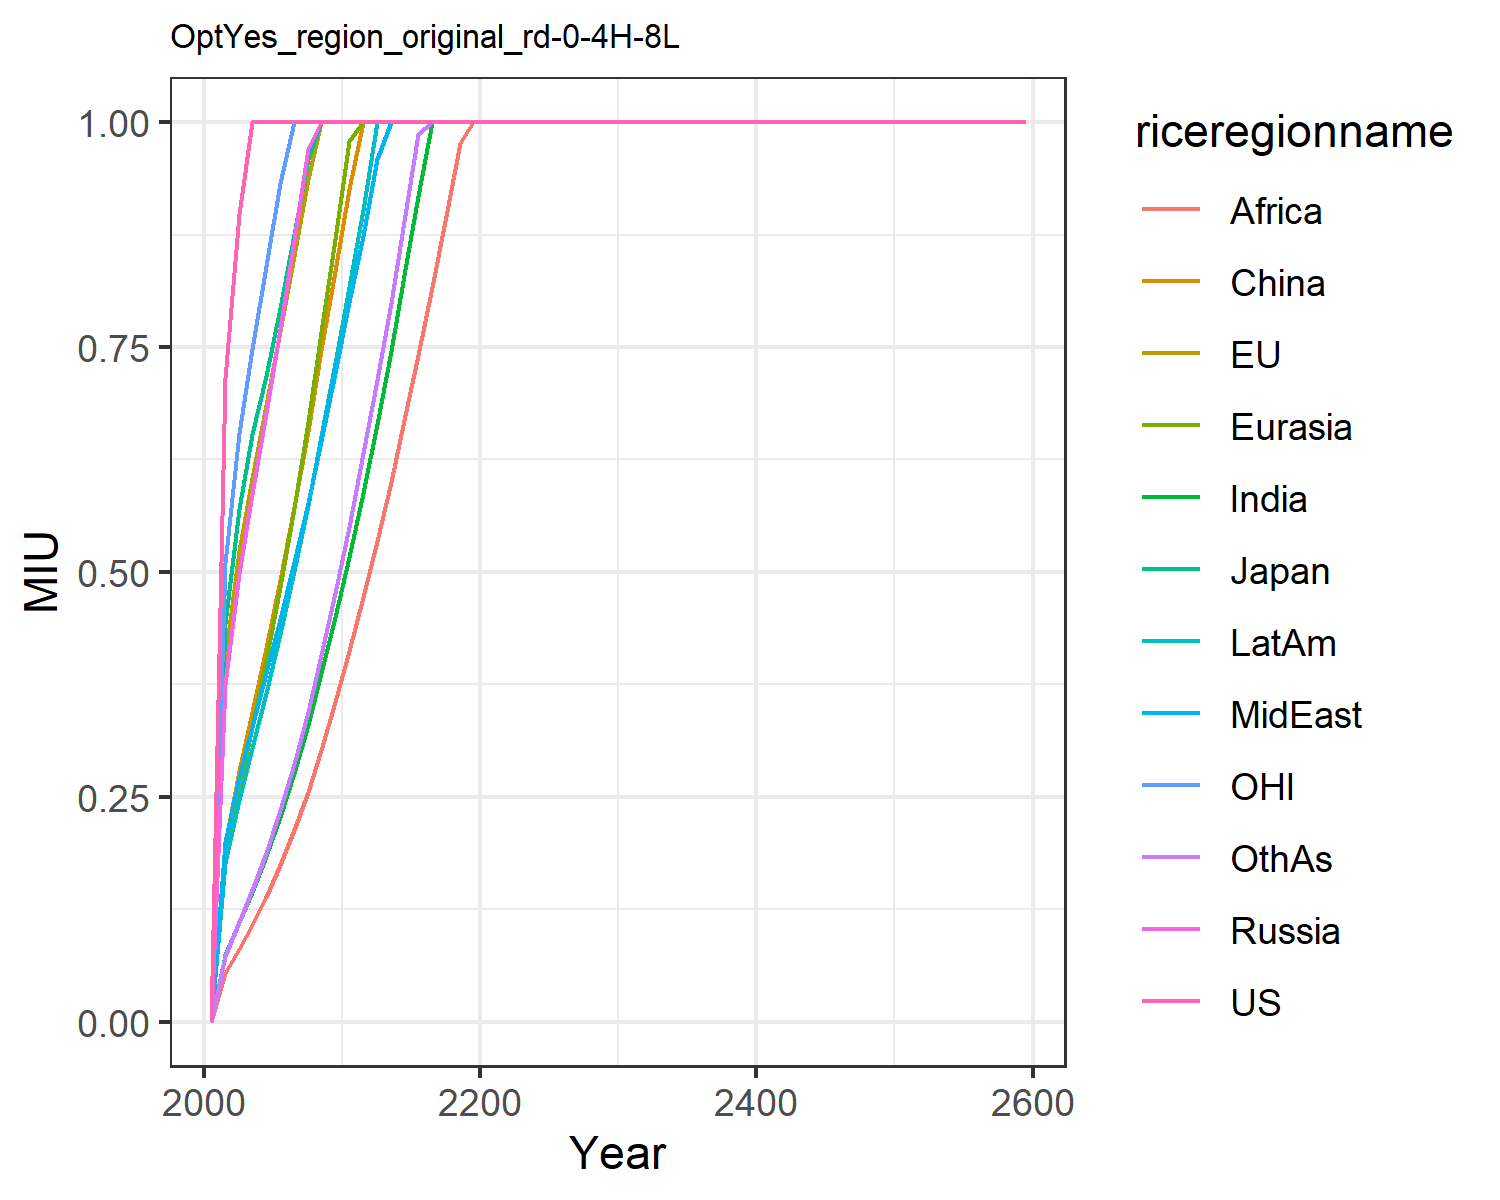 OptYes_region_original_rd-0-4H-8L
1.00
0.75
0.50
0.25
0.00
MIU
2000
2200
2400
2600
Year
riceregionname
Africa
China
EU
Eurasia
India
Japan
LatAm
MidEast
OHI
OthAs
Russia
US